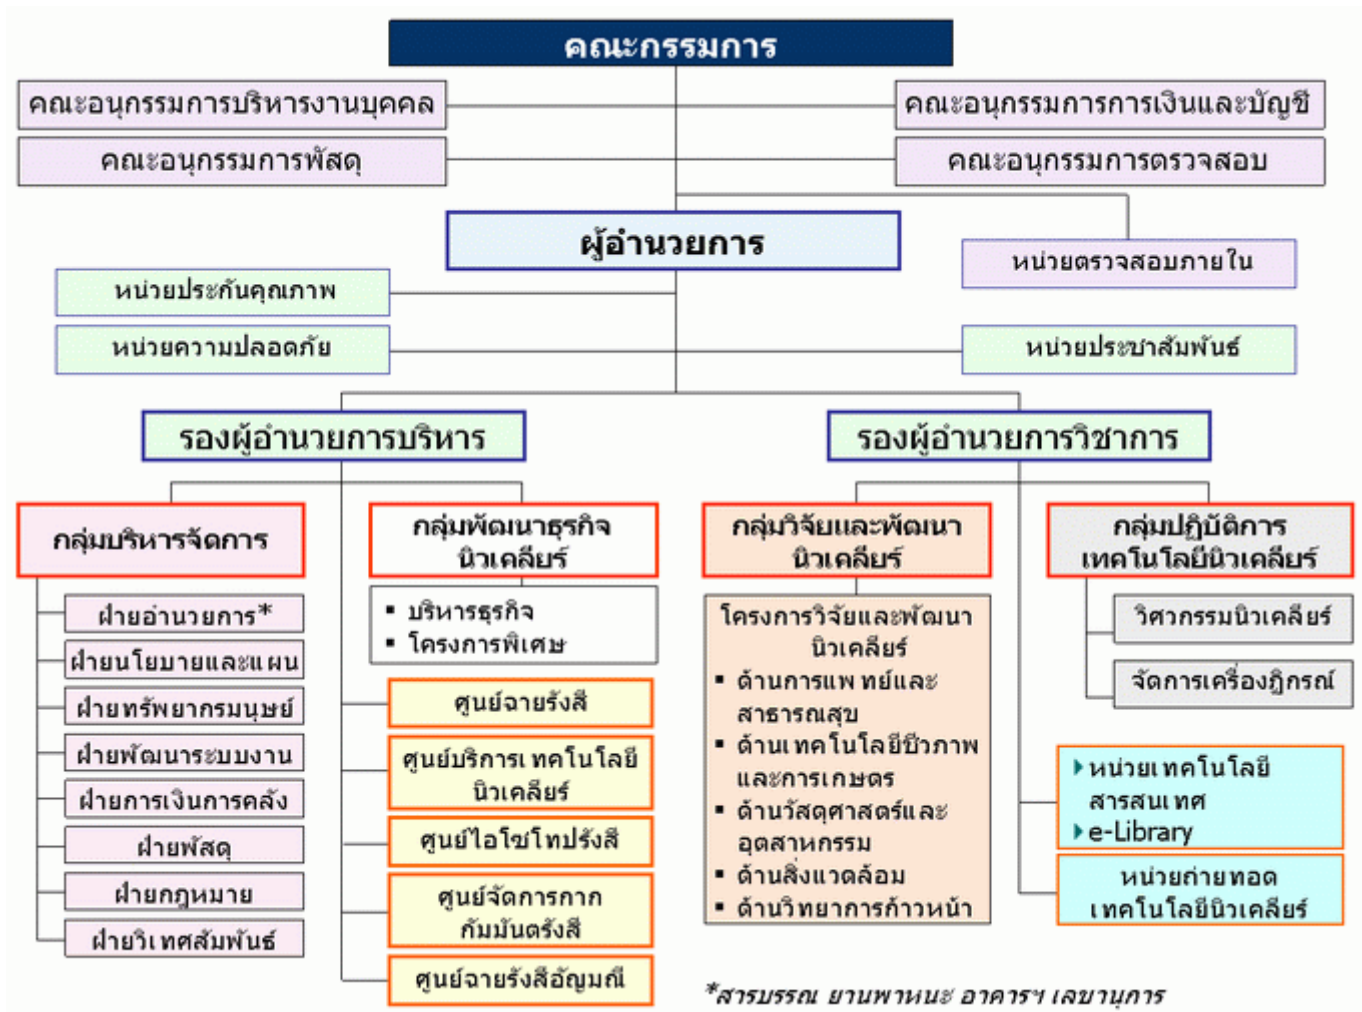 คณะกรรมการ
คณะอนุกรรมการบริหารงานบุคคล
คณะอนุกรรมการการเงินและบัญชี
คณะอนุกรรมการพัสดุ
คณะอนุกรรมการตรวจสอบ
ผู้อำนวยการ
หน่วยตรวจสอบภายใน
หน่วยประกันคุณภาพ
หน่วยความปลอดภัย
หน่วยประชาสัมพันธ์
รองผู้อำนวยการบริหาร
รองผู้อำนวยการวิชาการ
กลุ่มบริหารจัดการ
ฝ่ายอำนวยการ*
ฝ่ายนโยบายและแผน
ฝ่ายทรัพยากรมนุษย์
ฝ่ายพัฒนาระบบงาน
ฝ่ายการเงินการคลัง
ฝ่ายพัสดุ
ฝ่ายกฎหมาย
ฝ่ายวิเทศสัมพันธ์
กลุ่มพัฒนาธุรกิจ
นิวเคลียร์
▪ บริหารธุรกิจ
▪ โครงการพิเศษ
ศูนย์ฉายรังสี
ศูนย์บริการเทคโนโลยี
นิวเคลียร์
ศูนย์ไอโซโทปรังสี
ศูนย์จัดการกาก
กัมมันตรังสี
ศูนย์ฉายรังสีอัญมณี
กลุ่มวิจัยและพัฒนา
นิวเคลียร์
โครงการวิจัยและพัฒนา
นิวเคลียร์
▪ ด้านการแพทย์และ
สาธารณสุข
▪ ด้านเทคโนโลยีชีวภาพ
และการเกษตร
▪ ด้านวัสดุศาสตร์และ
อุตสาหกรรม
▪ ด้านสิ่งแวดล้อม
▪ ด้านวิทยาการก้าวหน้า
กลุ่มปฏิบัติการ
เทคโนโลยีนิวเคลียร์
วิศวกรรมนิวเคลียร์
จัดการเครื่องปฏิกรณ์
หน่วยเทคโนโลยี
สารสนเทศ
e-Library
หน่วยถ่ายทอด
เทคโนโลยีนิวเคลียร์
*สารบรรณ ยานพาหนะ อาคารฯ เลขานุการ